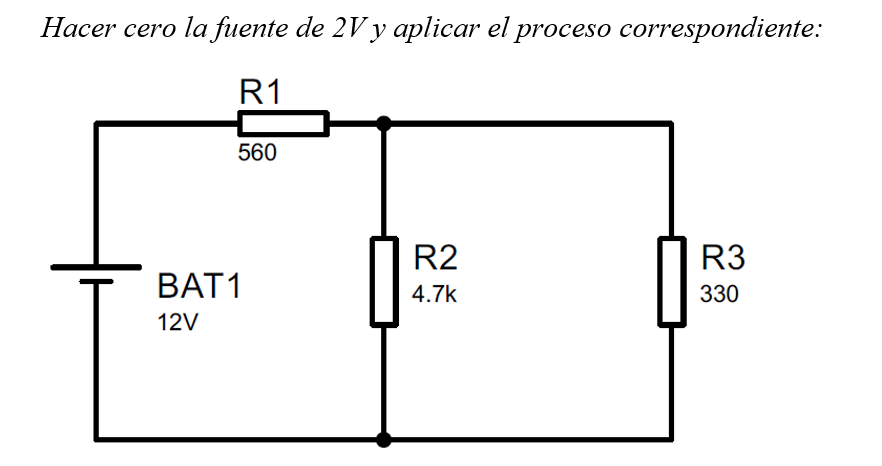 Hacer cero la fuente de 2V y aplicar el proceso correspondiente:
R1
560
BAT1
12V
R2
4.7k
R3
330